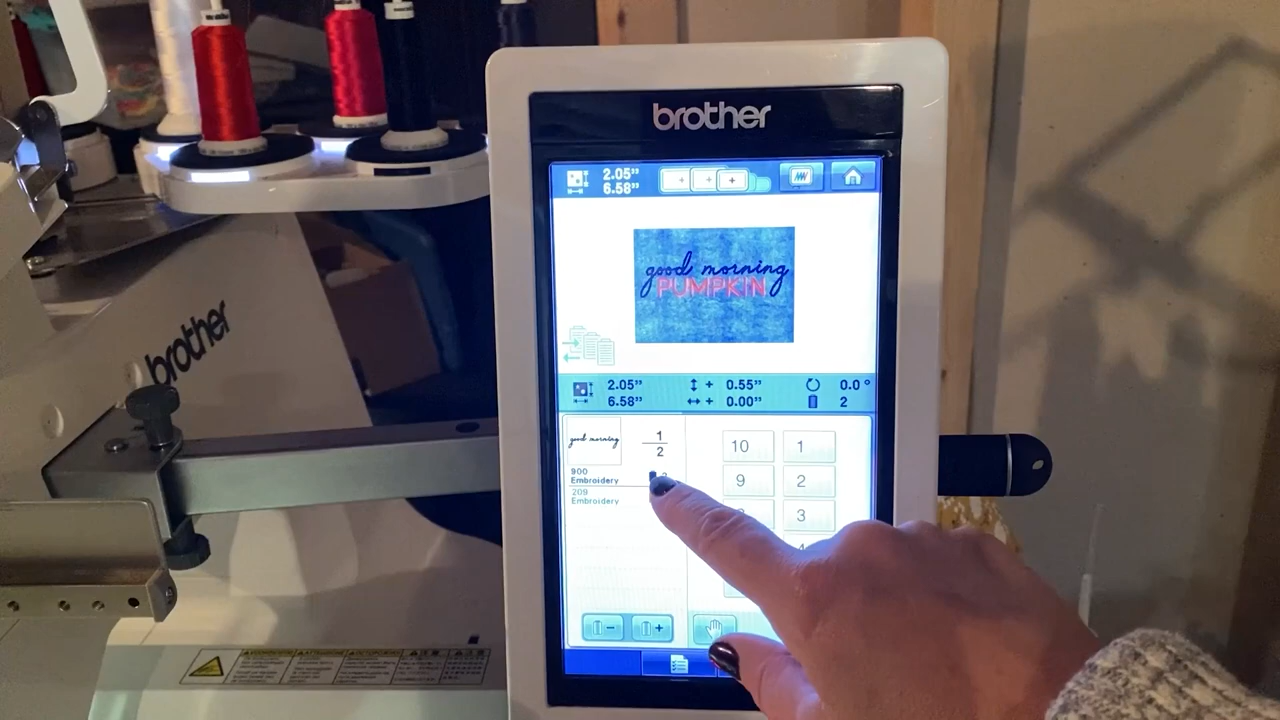 brother
2.05"
6.58"
good morning
PUMPKIN
brother
2.05" + 0.55" 0.0°
6.58" + 0.00" 2
good morning
1
2
900
Embroidery
209
Embroidery
10 1
9 2
3